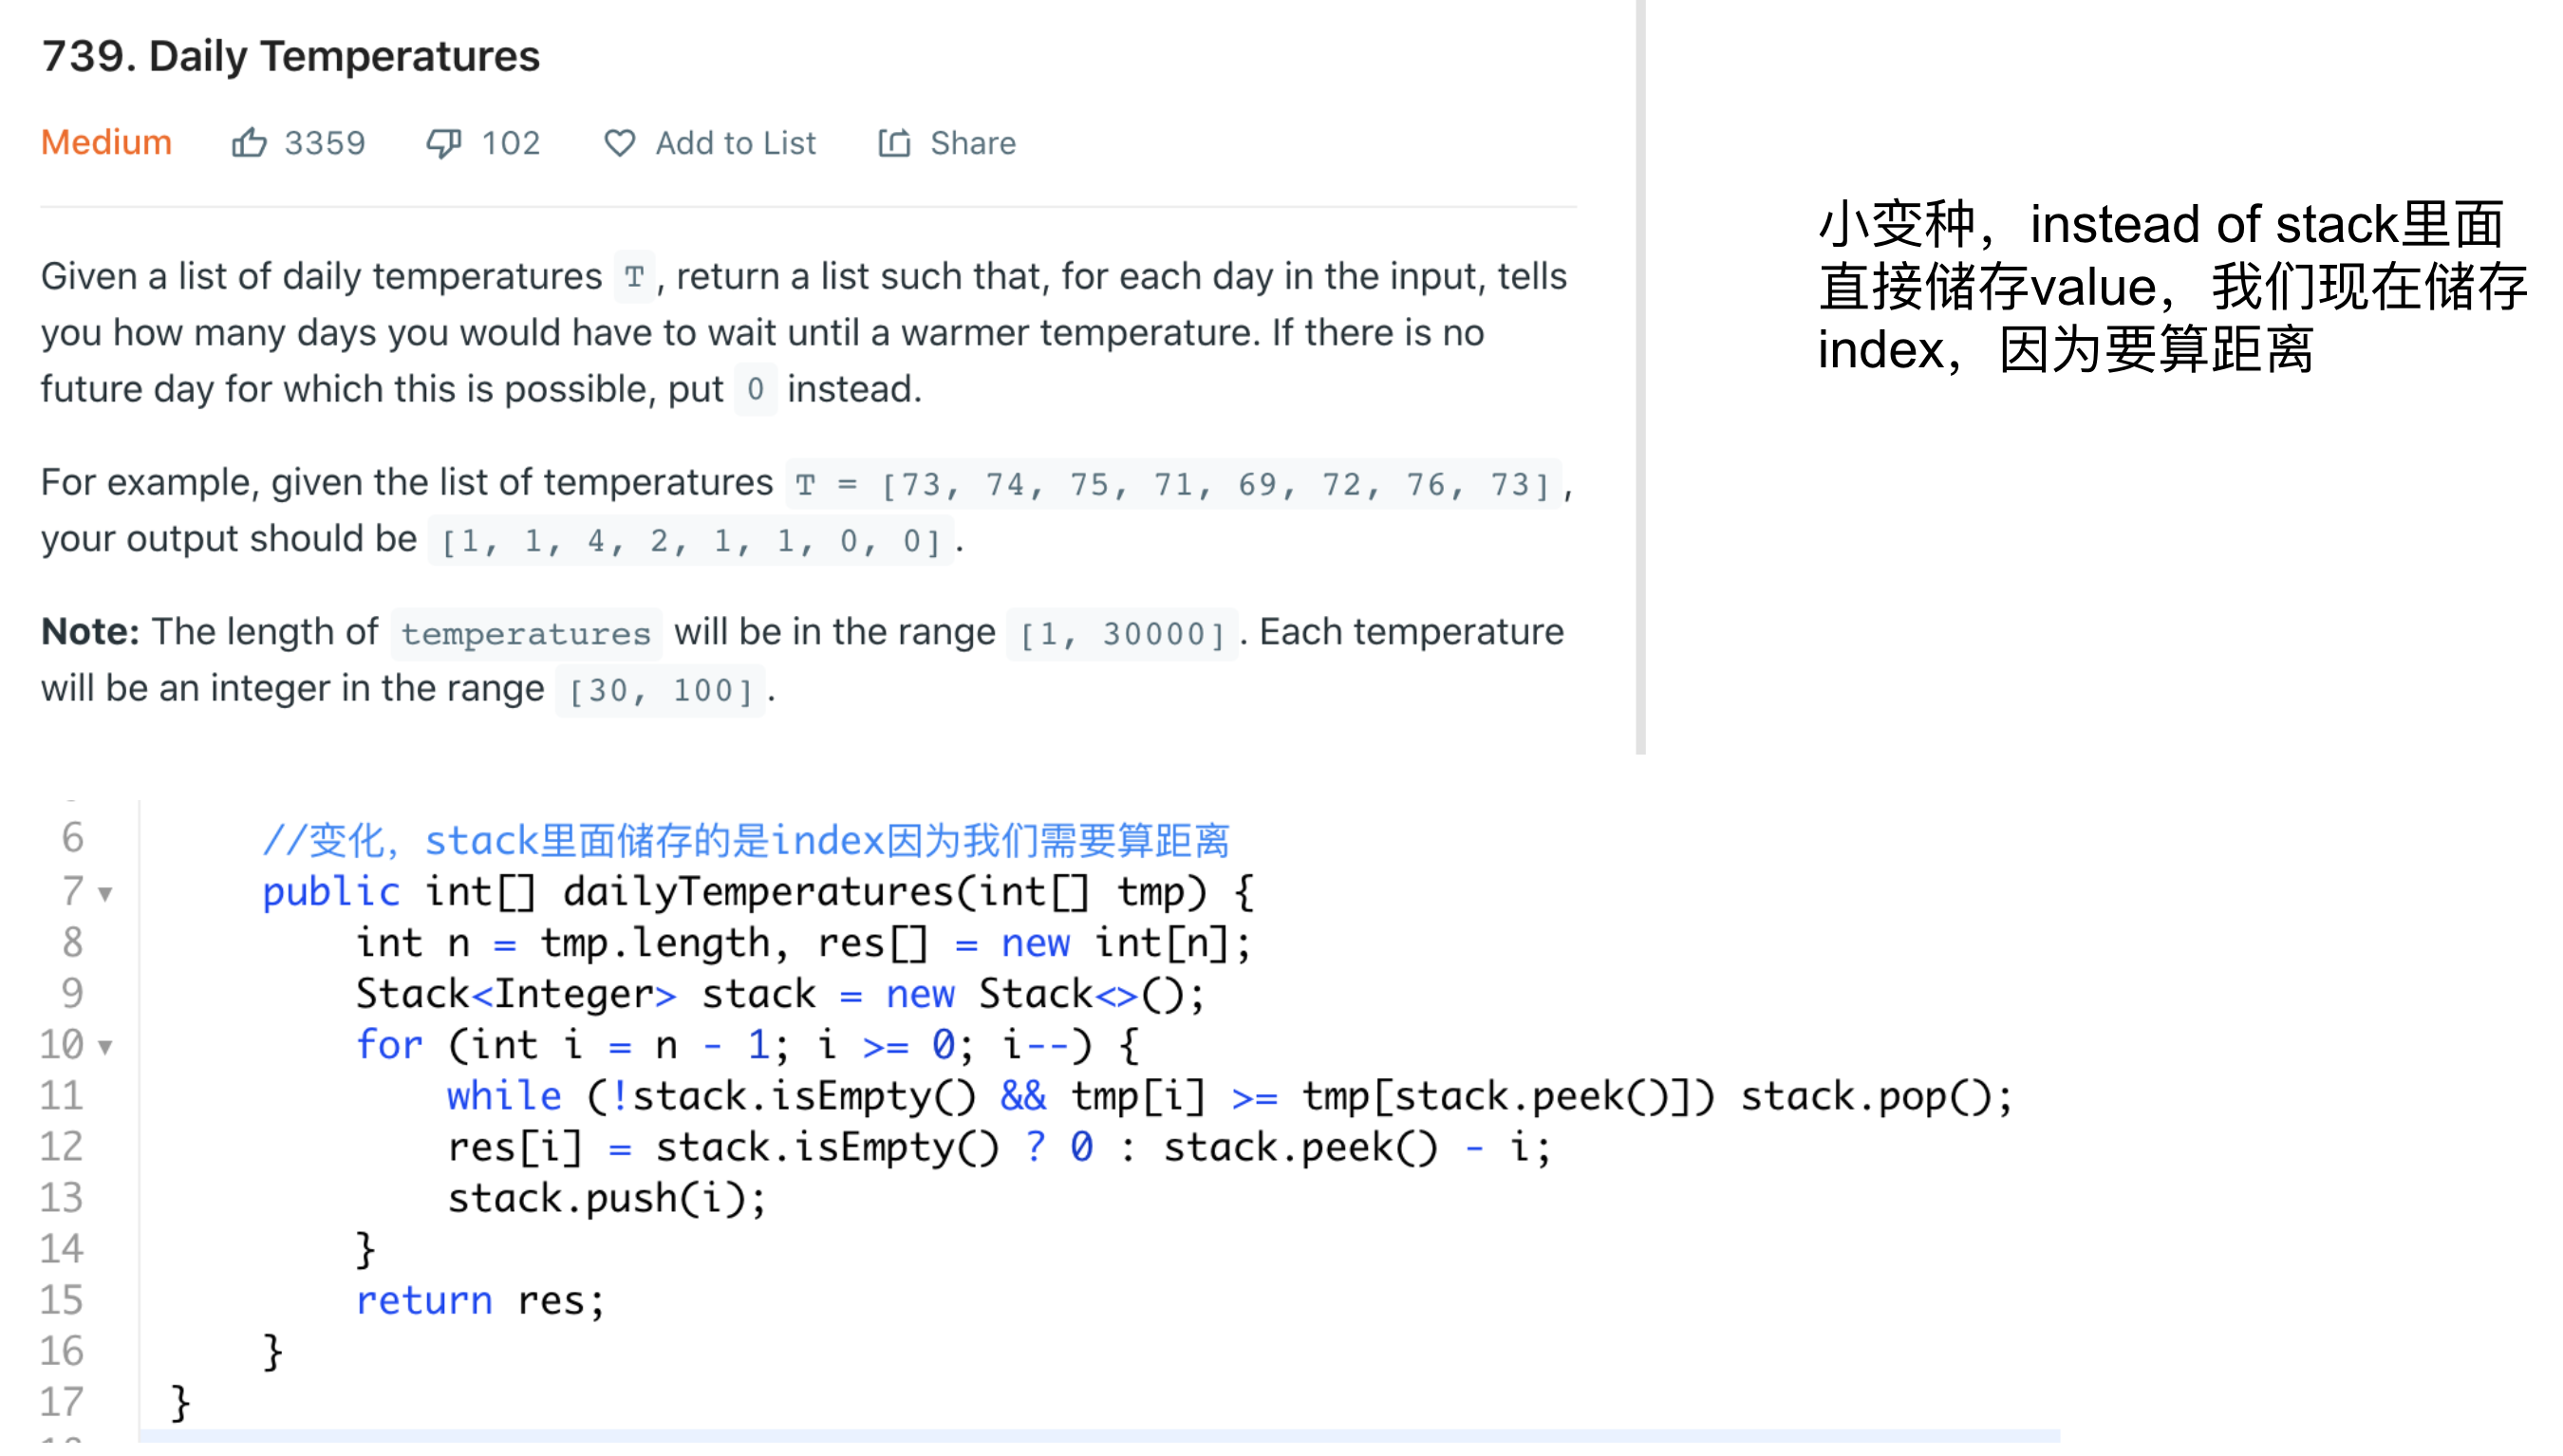 739. Daily Temperatures
Medium 3359 102 Add to List Share
Given a list of daily temperatures T, return a list such that, for each day in the input, tells
you how many days you would have to wait until a warmer temperature. If there is no
future day for which this is possible, put 0 instead.
For example, given the list of temperatures T = [73, 74, 75, 71, 69, 72, 76, 73],
your output should be [1, 1, 4, 2, 1, 1, 0, 0].
Note: The length of temperatures will be in the range [1, 30000]. Each temperature
will be an integer in the range [30, 100].
小变种，instead of stack里面
直接储存value，我们现在储存
index，因为要算距离
6 //变化，stack里面储存的是index因为我们需要算距离
7 public int[] dailyTemperatures(int[] tmp) {
8 int n = tmp.length, res[] = new int[n];
9 Stack<Integer> stack = new Stack<>();
10 for (int i = n - 1; i >= 0; i--) {
11 while (!stack.isEmpty() && tmp[i] >= tmp[stack.peek()]) stack.pop();
12 res[i] = stack.isEmpty() ? 0 : stack.peek() - i;
13 stack.push(i);
14 }
15 return res;
16 }
17 }